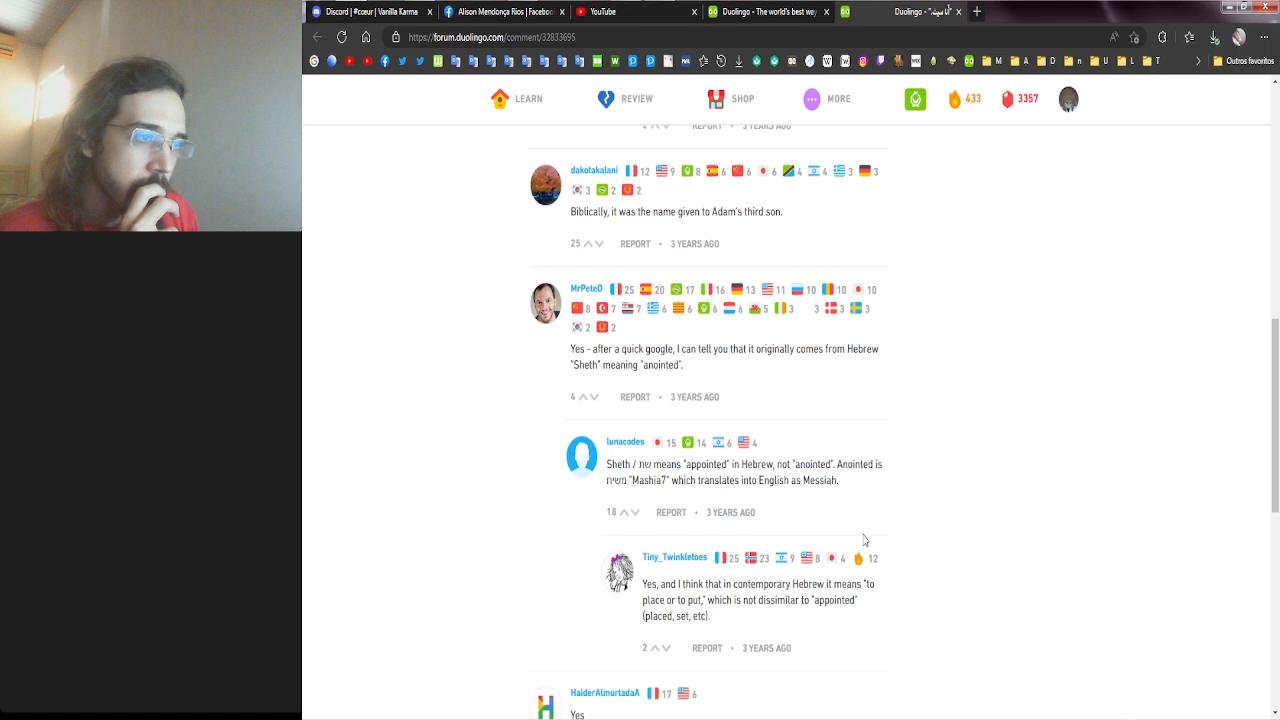 Discord | #cœur | Vanilla Karma
Alison Mendonça Rios | Facebo
YouTube
Duolingo - The world's best way
Duolingo - "أنا سيث
https://forum.duolingo.com/comment/32833695
Outros favoritos
LEARN
REVIEW
SHOP
MORE
433
3357
2
REPORT • 3 YEARS AGO
dakotakalani 12 9 8 6 6 6 4 4 3 3
3 2 2
Biblically, it was the name given to Adam's third son.
25 REPORT • 3 YEARS AGO
MrPeteO 25 20 17 16 13 11 10 10 10
8 7 7 6 6 6 6 5 3 3 3 3
2 2
Yes - after a quick google, I can tell you that it originally comes from Hebrew
"Sheth" meaning "anointed".
4 REPORT • 3 YEARS AGO
lunacodes 15 14 6 4
Sheth / שת means "appointed" in Hebrew, not "anointed". Anointed is
משיח "Mashia7" which translates into English as Messiah.
18 REPORT • 3 YEARS AGO
Tiny_Twinkletoes 25 23 9 8 4 12
Yes, and I think that in contemporary Hebrew it means "to
place or to put," which is not dissimilar to "appointed"
(placed, set, etc).
2 REPORT • 3 YEARS AGO
HaiderAlmurtadaA 17 6
Yes